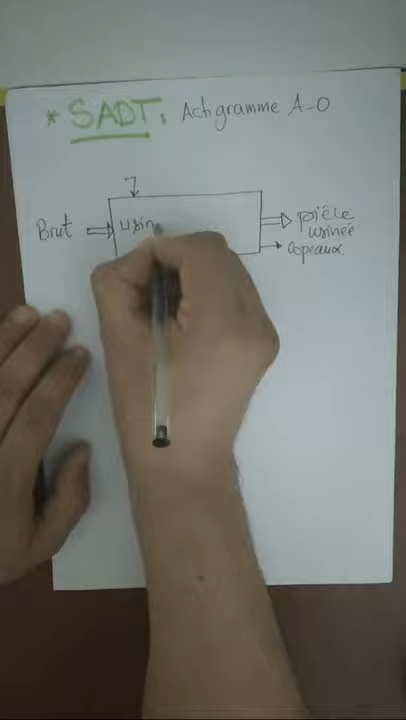 * SADT : Actigramme A-0
Brut
usin
pièce
usinée
copeaux.